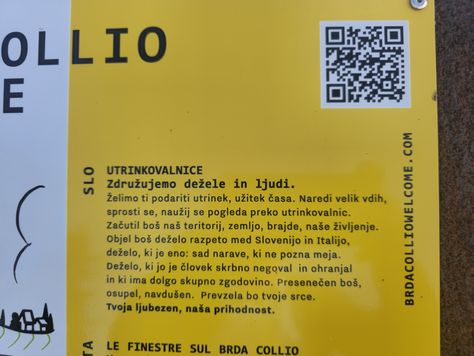 OLLIO
E
SLO
UTRINKOVALNICE
Združujemo dežele in ljudi.
Želimo ti podariti utrinek, užitek časa. Naredi velik vdih,
sprosti se, naužij se pogleda preko utrinkovalnic.
Začutil boš naš teritorij, zemljo, brajde, naše življenje.
Objel boš deželo razpeto med Slovenijo in Italijo,
deželo, ki je eno: sad narave, ki ne pozna meja.
Deželo, ki jo je človek skrbno negoval in ohranjal
in ki ima dolgo skupno zgodovino. Presenečen boš,
osupel, navdušen. Prevzela bo tvoje srce.
Tvoja ljubezen, naša prihodnost.
BRDACOLLIOWELCOME.COM
TA
LE FINESTRE SUL BRDA COLLIO